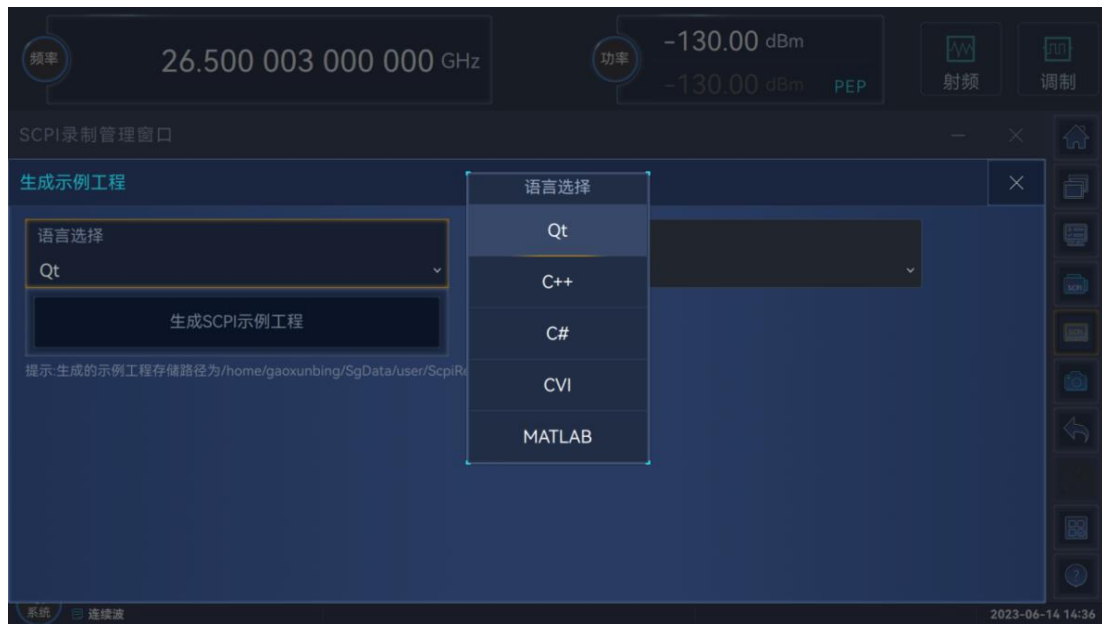 频率
26.500 003 000 000 GHz
功率
-130.00 dBm
-130.00 dBm PEP
射频
调制
SCPI录制管理窗口
生成示例工程
语言选择
Qt
生成SCPI示例工程
提示:生成的示例工程存储路径为/home/gaoxunbing/SgData/user/ScpiRe
语言选择
Qt
C++
C#
CVI
MATLAB
SCPI
系统
连续波
2023-06-14 14:36